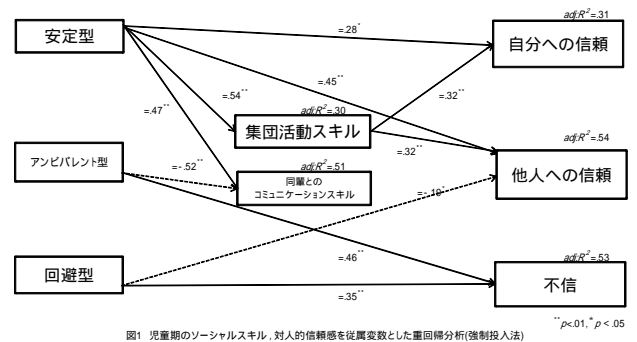 adj.R²=.31
安定型
=.28*
自分への信頼
=.45**
=.54**
=.32**
adj.R²=.30
=.47**
集団活動スキル
adj.R²=.54
=.32**
アンビバレント型
=-.52**
adj.R²=.51
同輩との
コミュニケーションスキル
他人への信頼
=-.19*
回避型
=.46**
adj.R²=.53
=.35**
不信
**p<.01,*p<.05
図1 児童期のソーシャルスキル,対人的信頼感を従属変数とした重回帰分析(強制投入法)